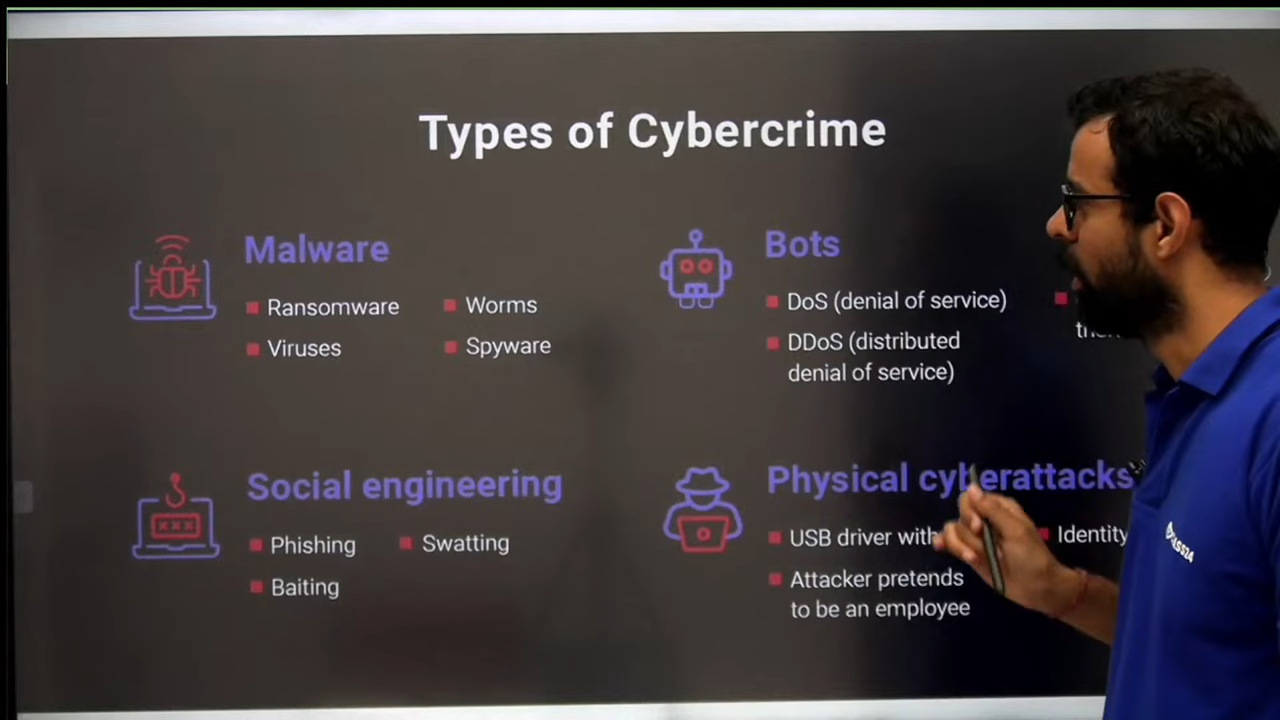 Types of Cybercrime
Malware
Ransomware
Worms
Viruses
Spyware
Bots
DoS (denial of service)
DDoS (distributed
denial of service)
Social engineering
Phishing
Swatting
Baiting
Physical cyberattacks
USB driver with
Identity
Attacker pretends
to be an employee